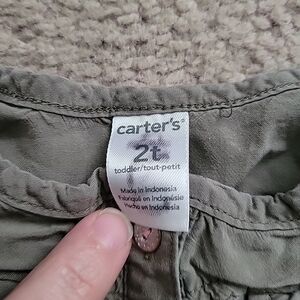 carter's®
2t
toddler/tout-petit
Made in Indonesia
Fabriqué en Indonésie
Hecho en Indonesia